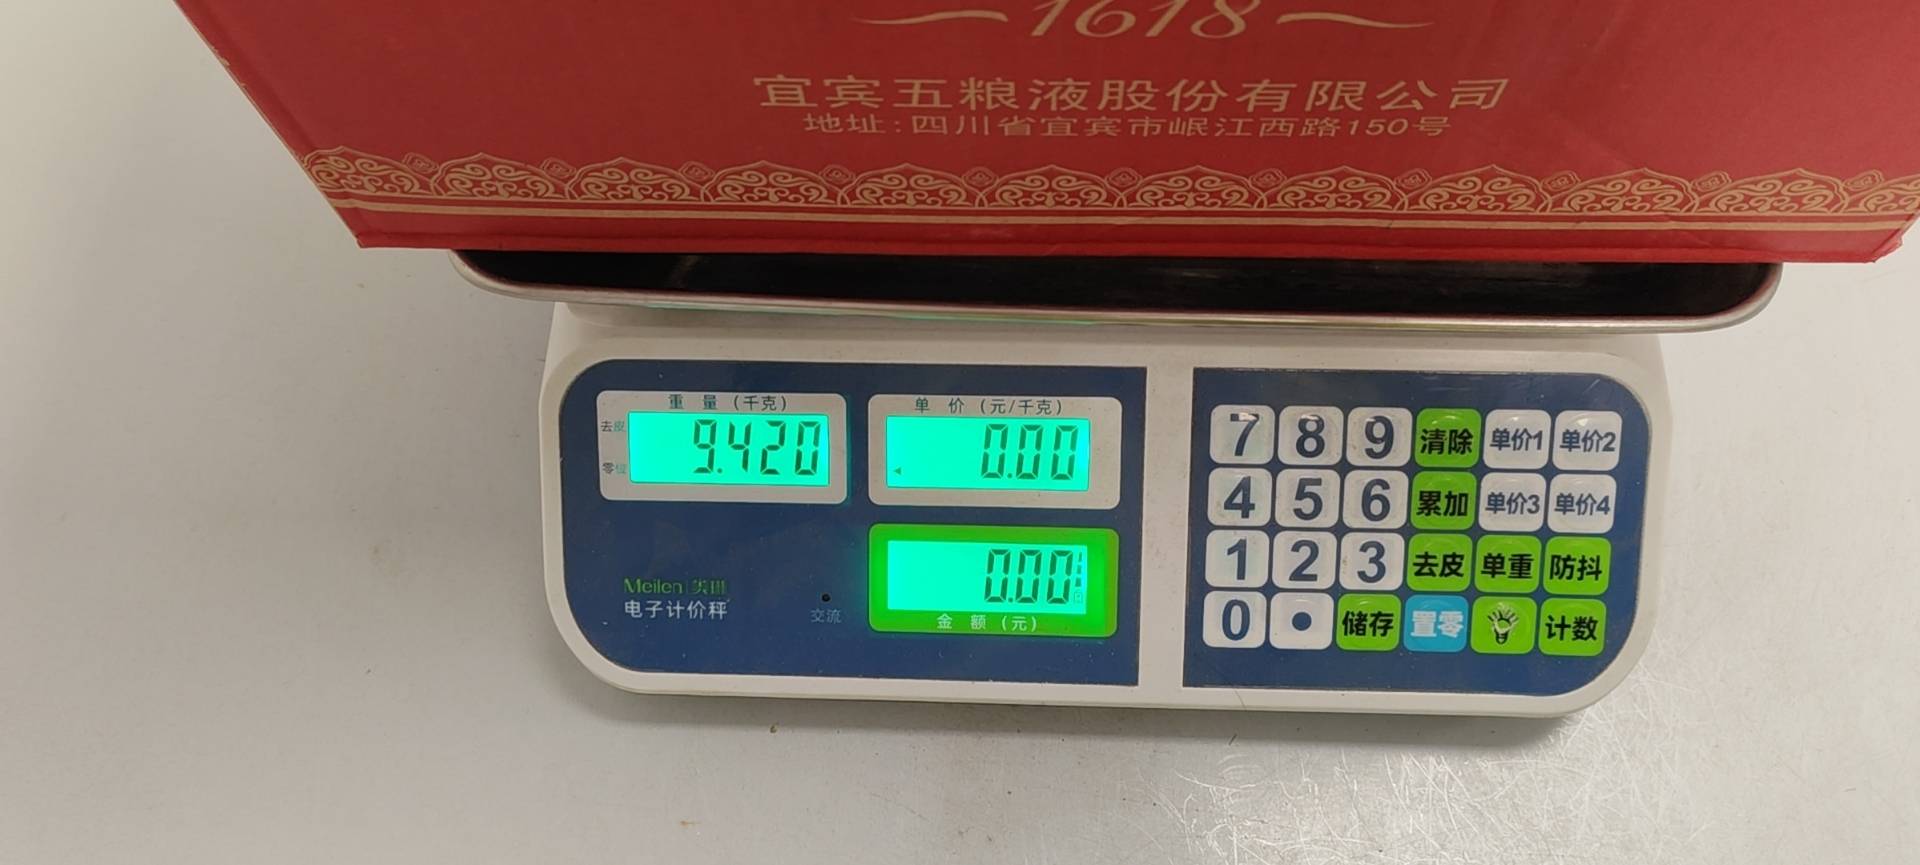 1618
宜宾五粮液股份有限公司
地址:四川省宜宾市岷江西路150号
重 量 (千克)
去皮
零位
9.420
单 价 (元/千克)
0.00
0.00
金 额 (元)
Meilen
电子计价秤
交流
7 8 9 清除 单价1 单价2
4 5 6 累加 单价3 单价4
1 2 3 去皮 单重 防抖
0 • 储存 置零 计数